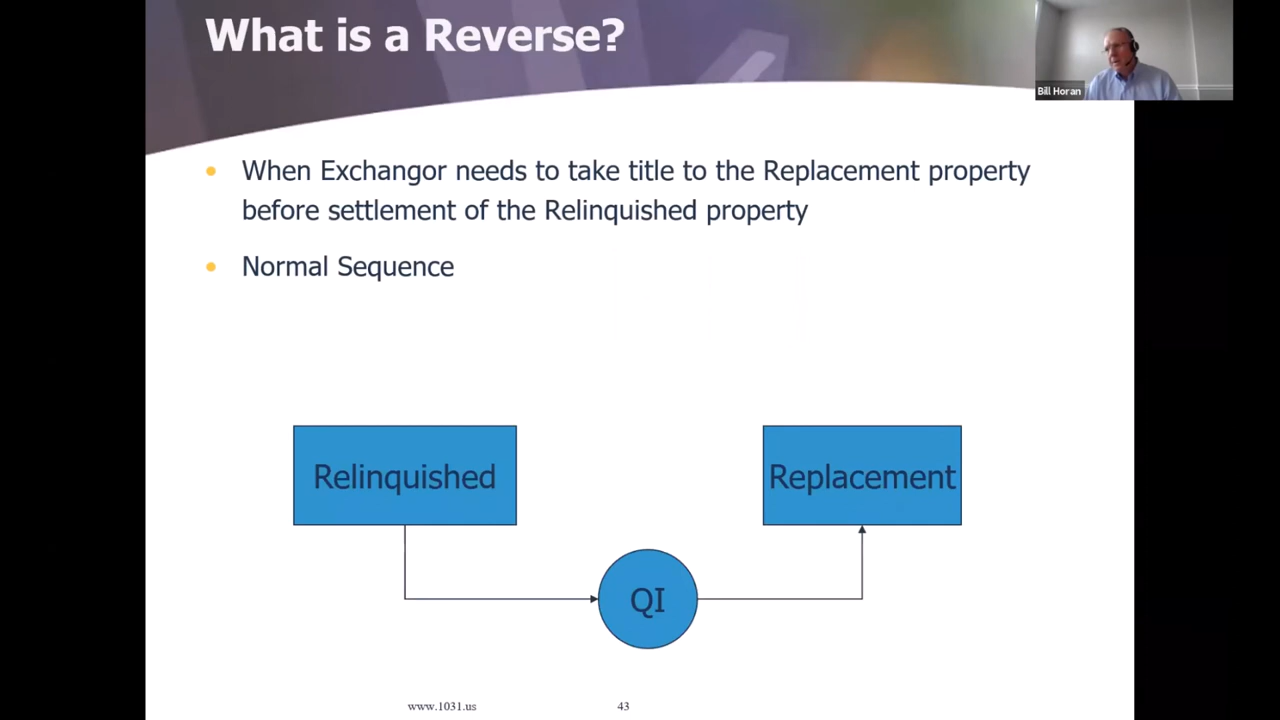 What is a Reverse?
Bill Horan
When Exchangor needs to take title to the Replacement property
before settlement of the Relinquished property
Normal Sequence
Relinquished
Replacement
QI
www.1031.us
43